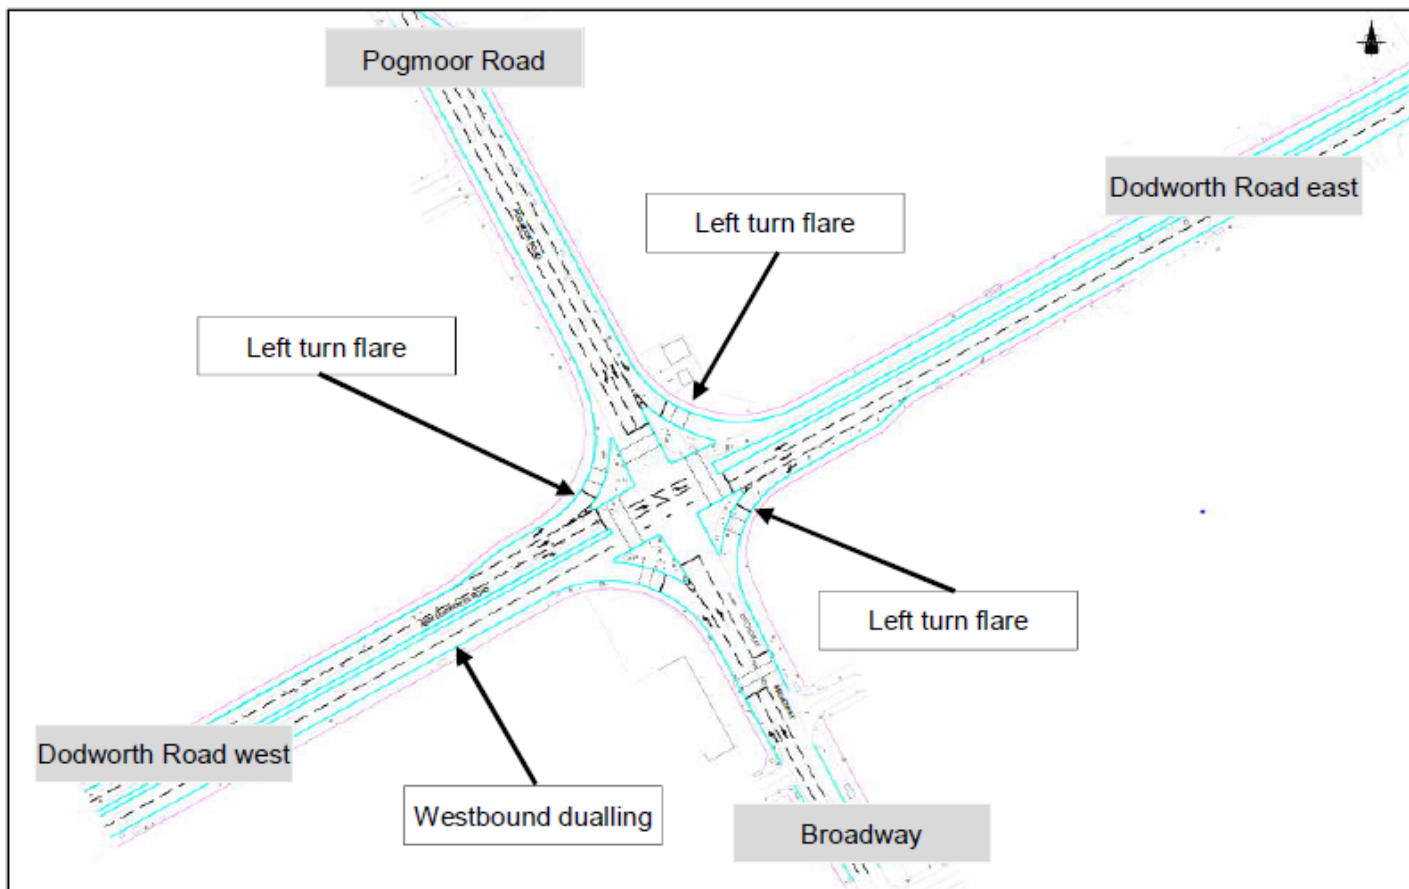 Pogmoor Road
Dodworth Road east
Left turn flare
Left turn flare
Left turn flare
Dodworth Road west
Westbound dualling
Broadway